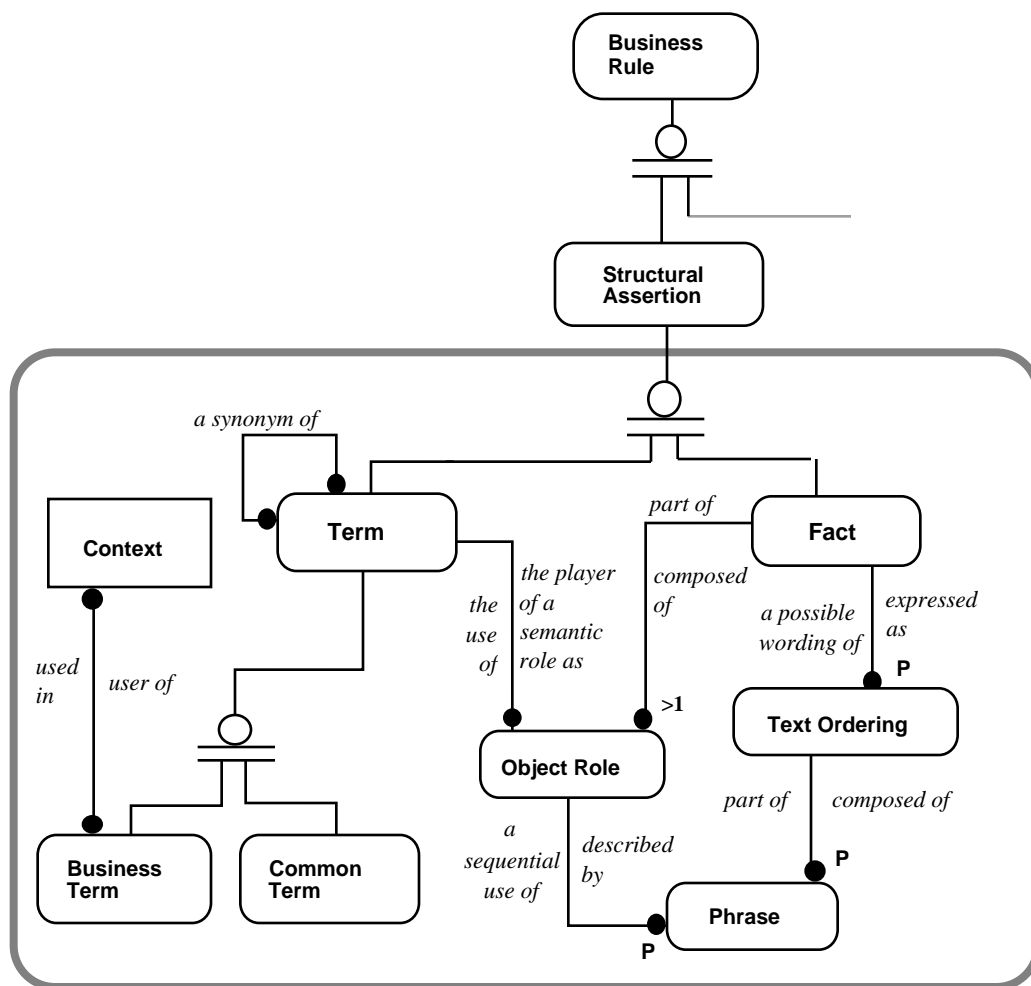 Business
Rule
Structural
Assertion
a synonym of
Term
Context
part of
Fact
the player
of a
semantic
role as
the
use
of
composed
of
a possible
wording of
expressed
as
used
in
user of
P
>1
Text Ordering
Object Role
part of
composed of
a
sequential
use of
described
by
Business
Term
Common
Term
P
Phrase
P